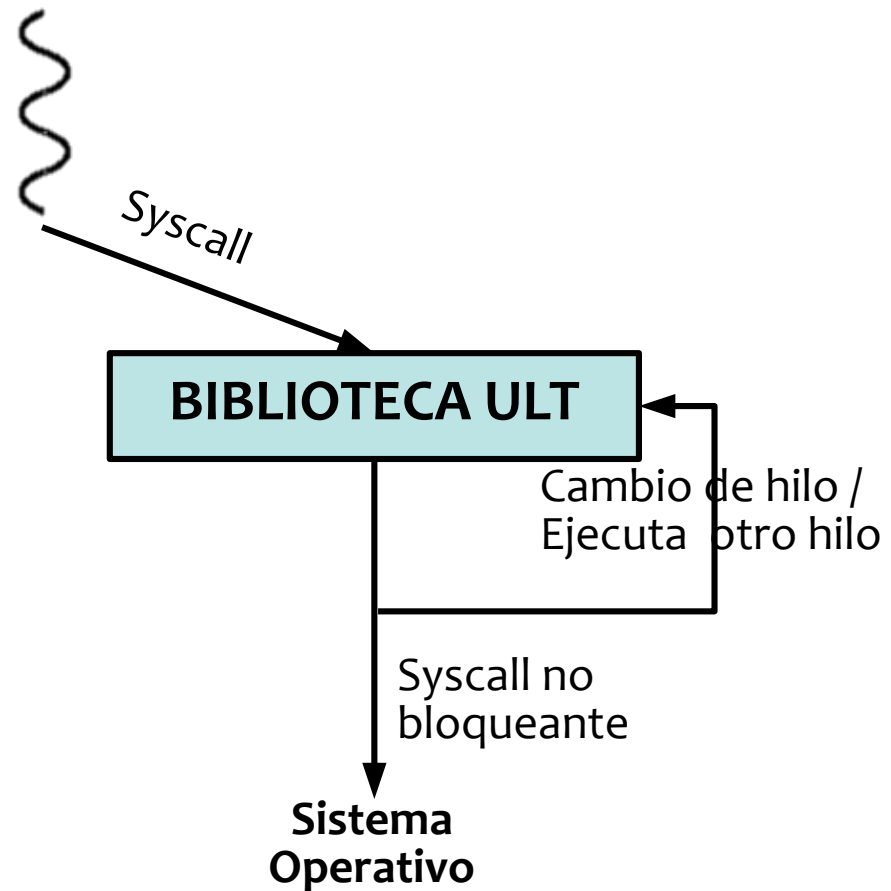 Syscall
BIBLIOTECA ULT
Cambio de hilo /
Ejecuta otro hilo
Syscall no
bloqueante
Sistema
Operativo